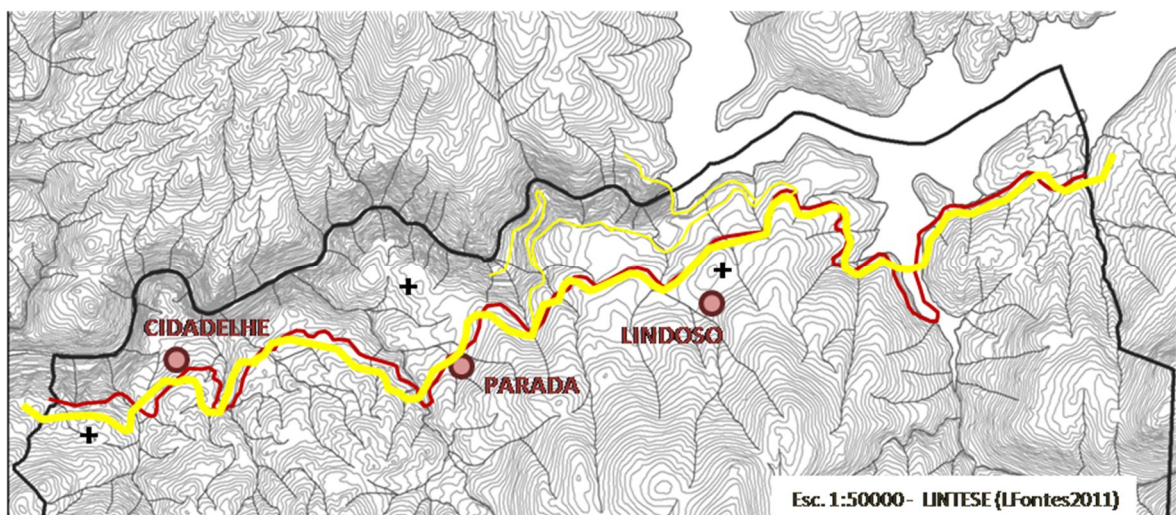 CIDADELHE
LINDOSO
PARADA
Esc. 1:50000 - LINTESE (LFontes2011)